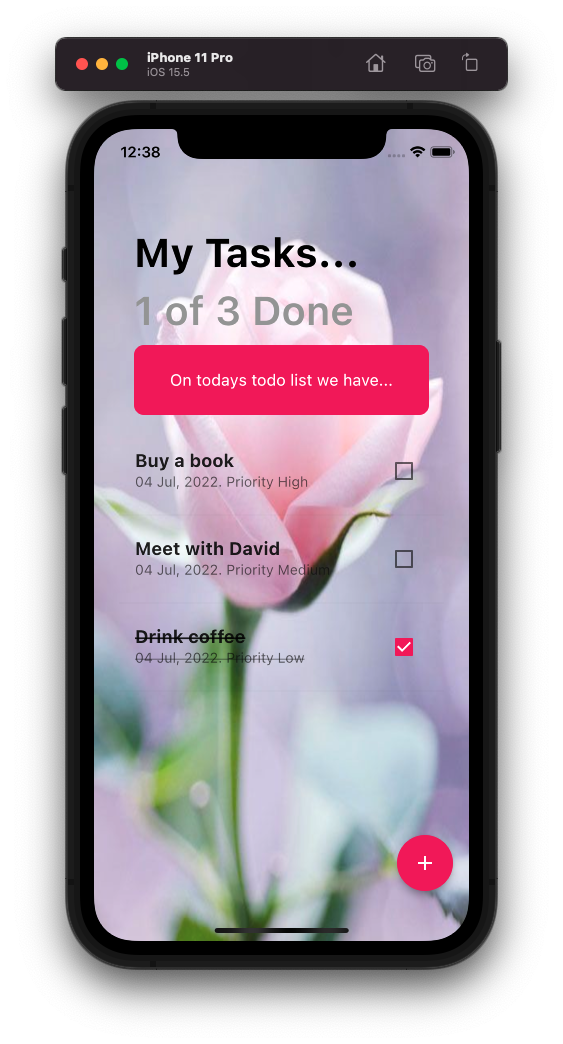 iPhone 11 Pro
iOS 15.5
12:38
My Tasks...
1 of 3 Done
On todays todo list we have...
Buy a book
04 Jul, 2022. Priority High
Meet with David
04 Jul, 2022. Priority Medium
Drink coffee
04 Jul, 2022. Priority Low
+